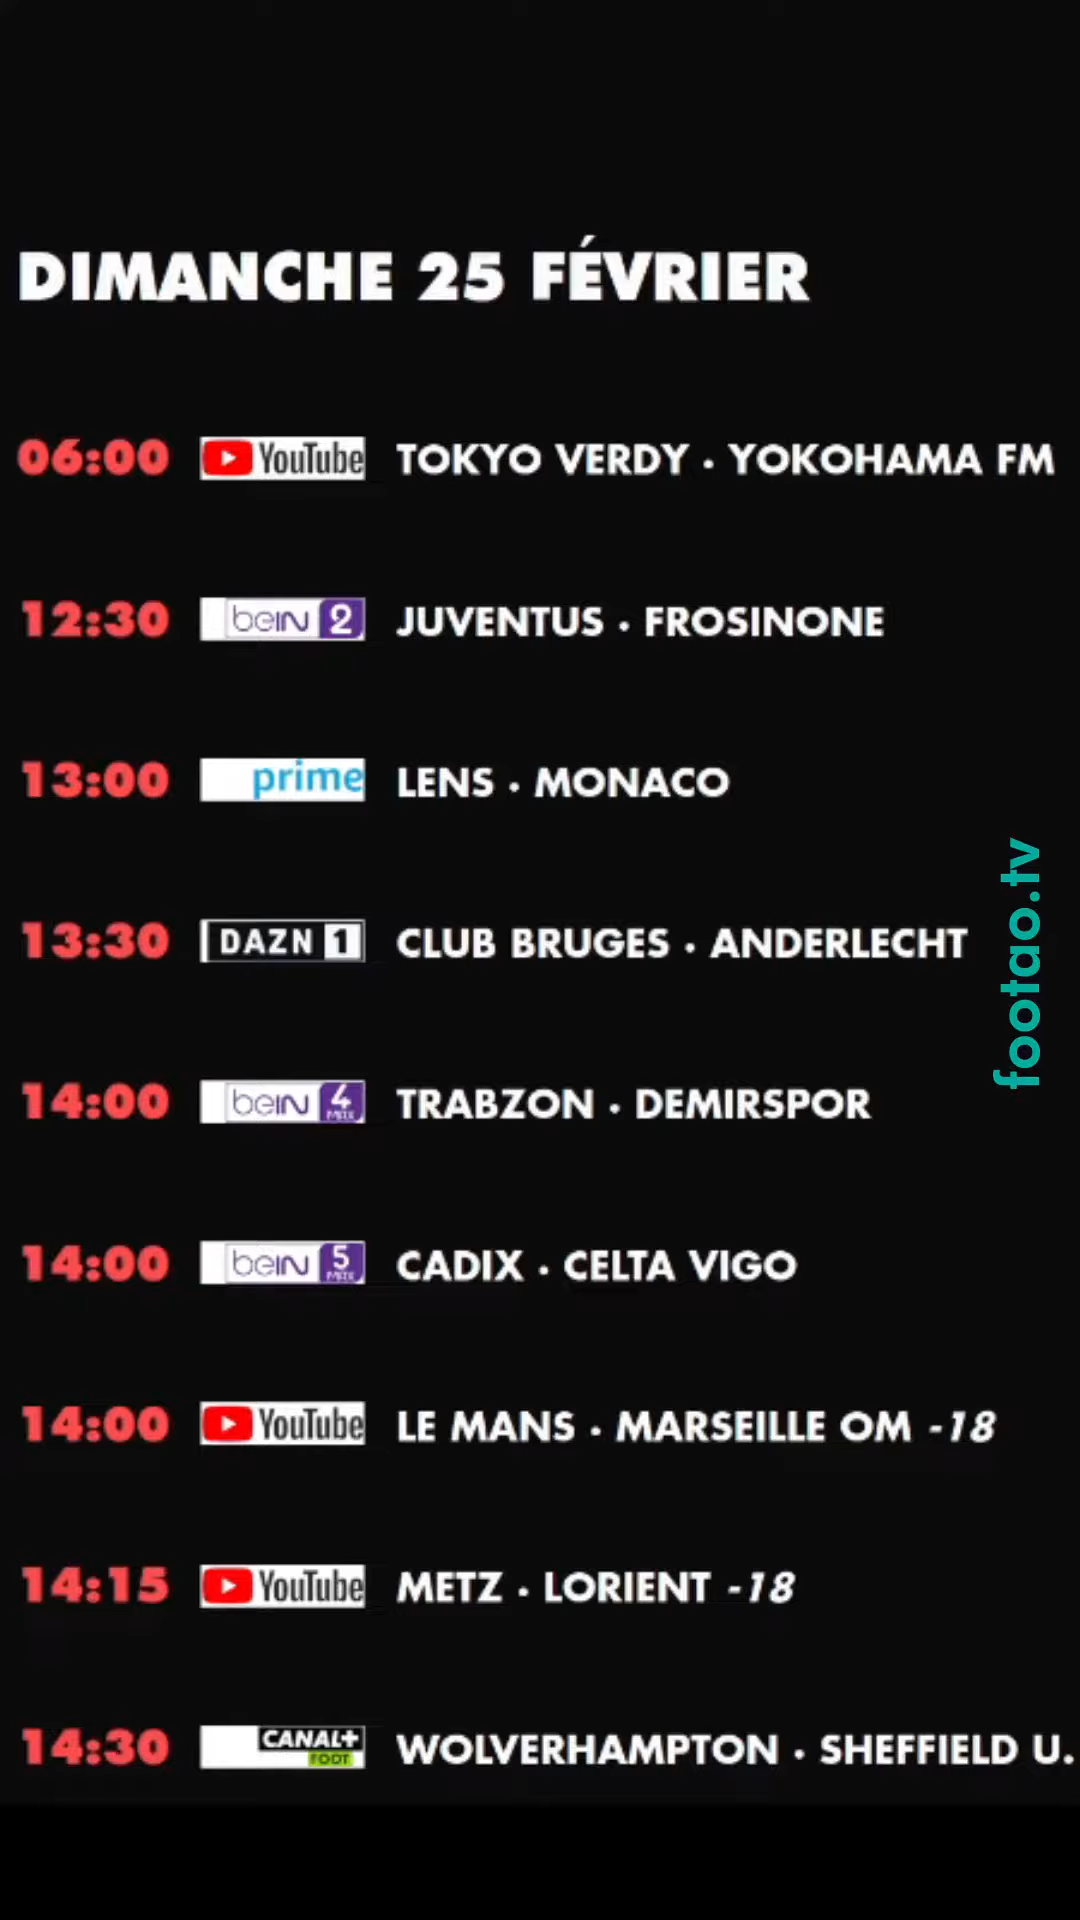 DIMANCHE 25 FÉVRIER
06:00 YouTube TOKYO VERDY · YOKOHAMA FM
12:30 beIN 2 JUVENTUS · FROSINONE
13:00 prime LENS · MONACO
13:30 DAZN 1 CLUB BRUGES · ANDERLECHT
14:00 beIN 4 MAX TRABZON · DEMIRSPOR
14:00 beIN 5 MAX CADIX · CELTA VIGO
14:00 YouTube LE MANS · MARSEILLE OM -18
14:15 YouTube METZ · LORIENT -18
14:30 CANAL+ FOOT WOLVERHAMPTON · SHEFFIELD U.
footao.tv